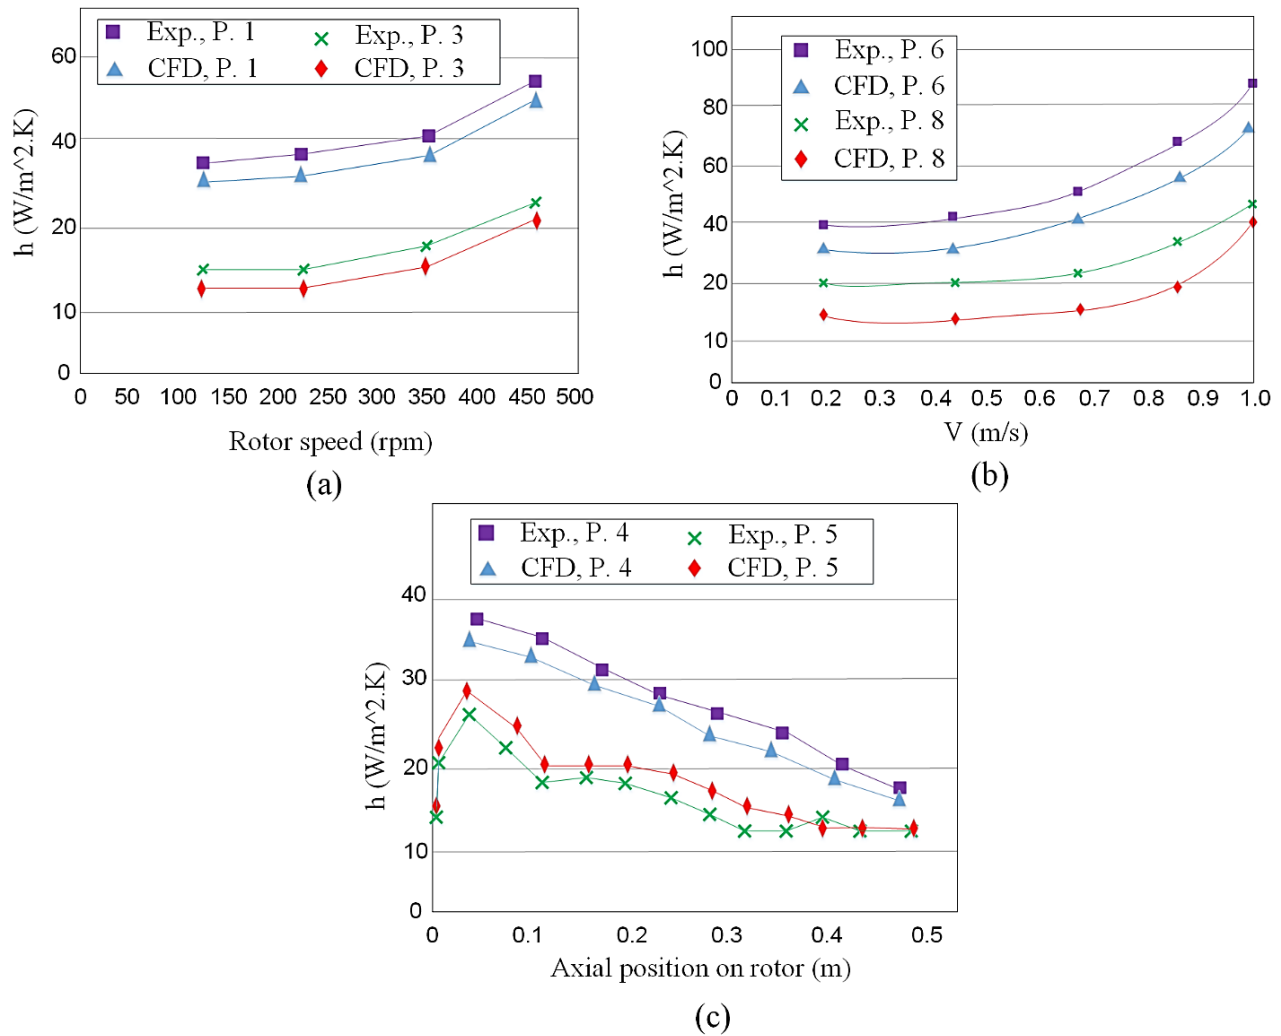 Exp., P. 1
Exp., P. 3
CFD, P. 1
CFD, P. 3
60
40
20
10
0
h (W/m^2.K)
0 50 100 150 200 250 300 350 400 450 500
Rotor speed (rpm)
(a)
Exp., P. 6
CFD, P. 6
Exp., P. 8
CFD, P. 8
100
80
60
40
20
10
0
h (W/m^2.K)
0 0.1 0.2 0.3 0.4 0.5 0.6 0.7 0.8 0.9 1.0
V (m/s)
(b)
Exp., P. 4
Exp., P. 5
CFD, P. 4
CFD, P. 5
40
30
20
10
0
h (W/m^2.K)
0 0.1 0.2 0.3 0.4 0.5
Axial position on rotor (m)
(c)